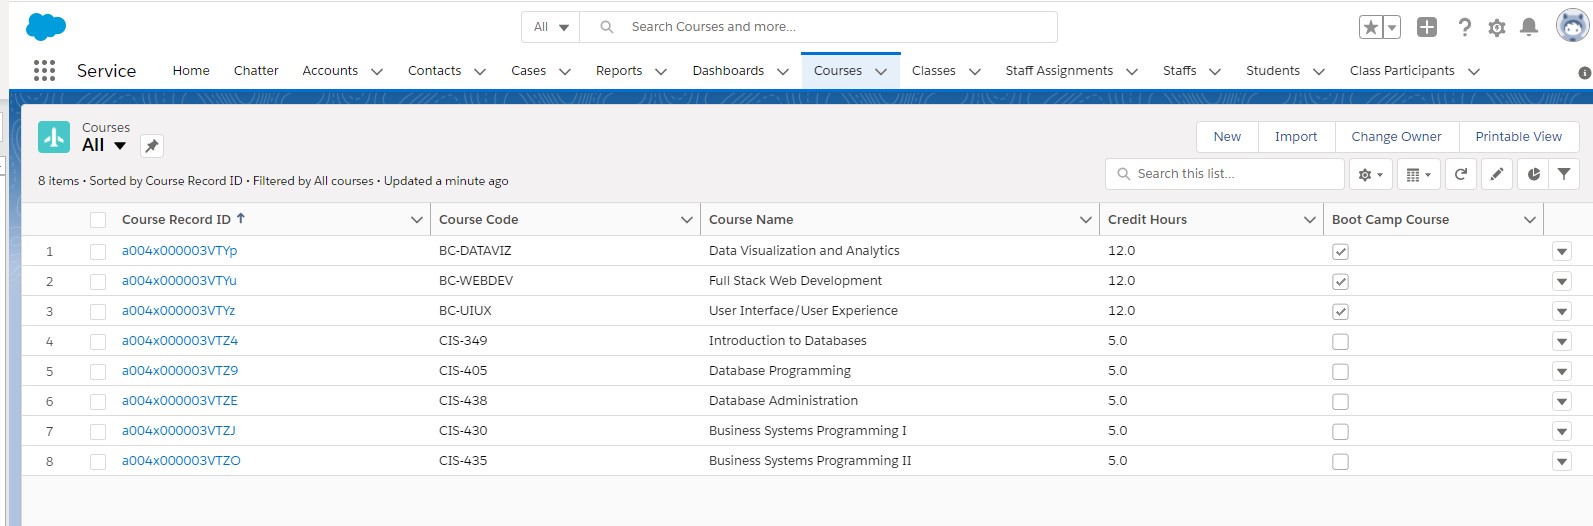 All Search Courses and more...
Service Home Chatter Accounts Contacts Cases Reports Dashboards Courses Classes Staff Assignments Staffs Students Class Participants
Courses
All
New Import Change Owner Printable View
8 items • Sorted by Course Record ID • Filtered by All courses • Updated a minute ago
Search this list...
Course Record ID ↑ Course Code Course Name Credit Hours Boot Camp Course
1 a004x000003VTYp BC-DATAVIZ Data Visualization and Analytics 12.0
2 a004x000003VTYu BC-WEBDEV Full Stack Web Development 12.0
3 a004x000003VTYz BC-UIUX User Interface/User Experience 12.0
4 a004x000003VTZ4 CIS-349 Introduction to Databases 5.0
5 a004x000003VTZ9 CIS-405 Database Programming 5.0
6 a004x000003VTZE CIS-438 Database Administration 5.0
7 a004x000003VTZJ CIS-430 Business Systems Programming I 5.0
8 a004x000003VTZO CIS-435 Business Systems Programming II 5.0